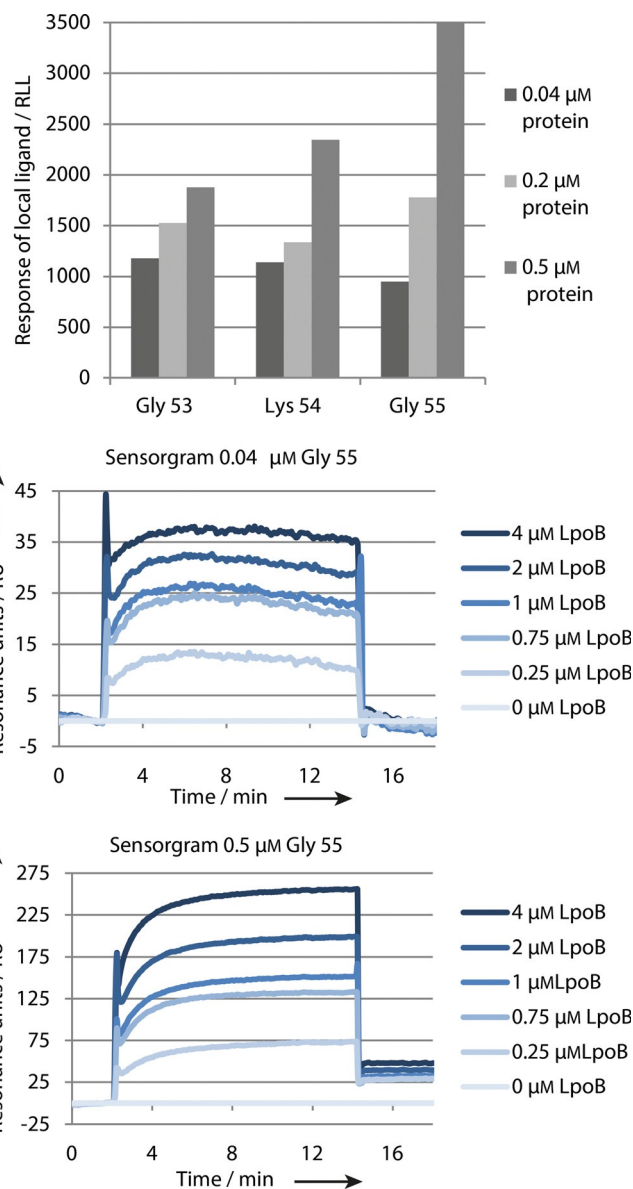 3500
3000
2500
2000
1500
1000
500
0
Response of local ligand / RLL
Gly 53
Lys 54
Gly 55
0.04 µM
protein
0.2 µM
protein
0.5 µM
protein
Sensorgram 0.04 µM Gly 55
45
35
25
15
5
-5
units / RU
0
4
8
12
16
Time / min
4 µM LpoB
2 µM LpoB
1 µM LpoB
0.75 µM LpoB
0.25 µM LpoB
0 µM LpoB
Sensorgram 0.5 µM Gly 55
275
225
175
125
75
25
-25
units / RU
0
4
8
12
16
Time / min
4 µM LpoB
2 µM LpoB
1 µMLpoB
0.75 µM LpoB
0.25 µMLpoB
0 µM LpoB